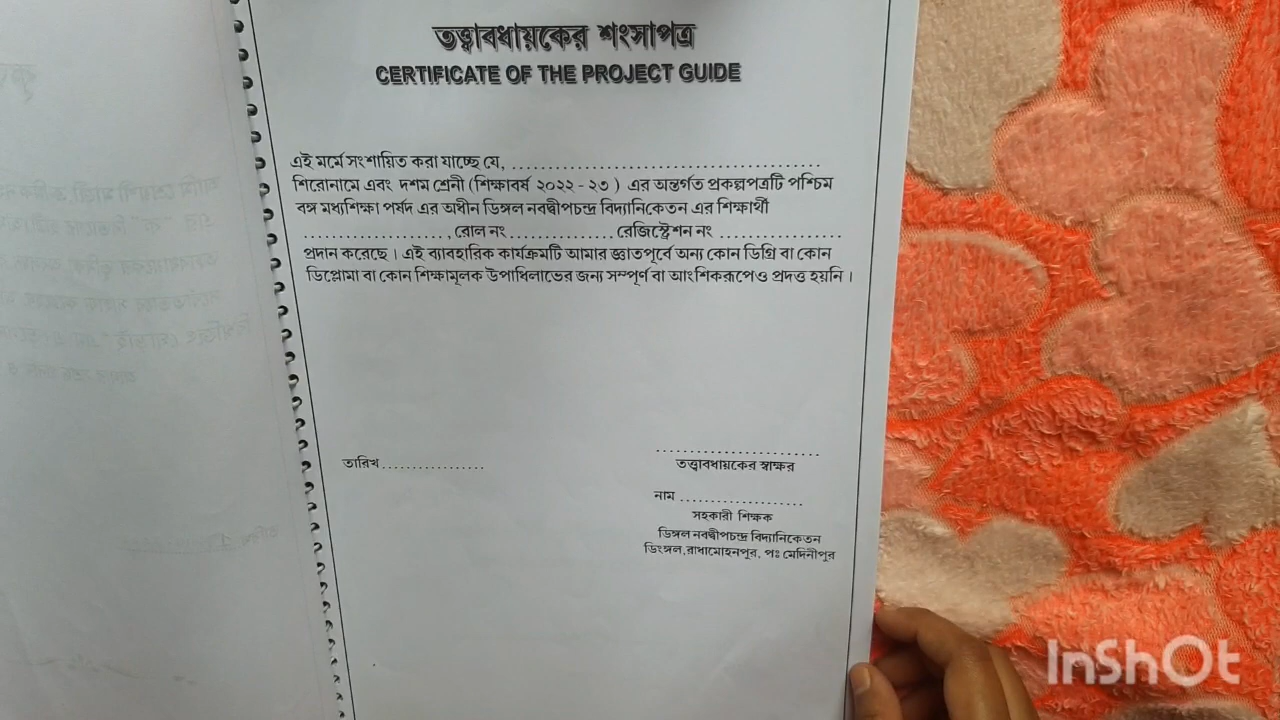 তত্ত্বাবধায়কের শংসাপত্র
CERTIFICATE OF THE PROJECT GUIDE
এই মর্মে সংশায়িত করা যাচ্ছে যে, ........................................
শিরোনামে এবং দশম শ্রেনী (শিক্ষাবর্ষ ২০২২ - ২৩ ) এর অন্তর্গত প্রকল্পপত্রটি পশ্চিম
বঙ্গ মধ্যশিক্ষা পর্ষদ এর অধীন ডিঙ্গল নবদ্বীপচন্দ্র বিদ্যানিকেতন এর শিক্ষার্থী
...................., রোল নং .............. রেজিস্ট্রেশন নং ..............
প্রদান করেছে । এই ব্যাবহারিক কার্যক্রমটি আমার জ্ঞাতপূর্বে অন্য কোন ডিগ্রি বা কোন
ডিপ্লোমা বা কোন শিক্ষামূলক উপাধিলাভের জন্য সম্পূর্ণ বা আংশিকরূপেও প্রদত্ত হয়নি ।
তারিখ ..............
......................
তত্ত্বাবধায়কের স্বাক্ষর
নাম .................
সহকারী শিক্ষক
ডিঙ্গল নবদ্বীপচন্দ্র বিদ্যানিকেতন
ডিংঙ্গল,রাধামোহনপুর, পঃ মেদিনীপুর
InShOt